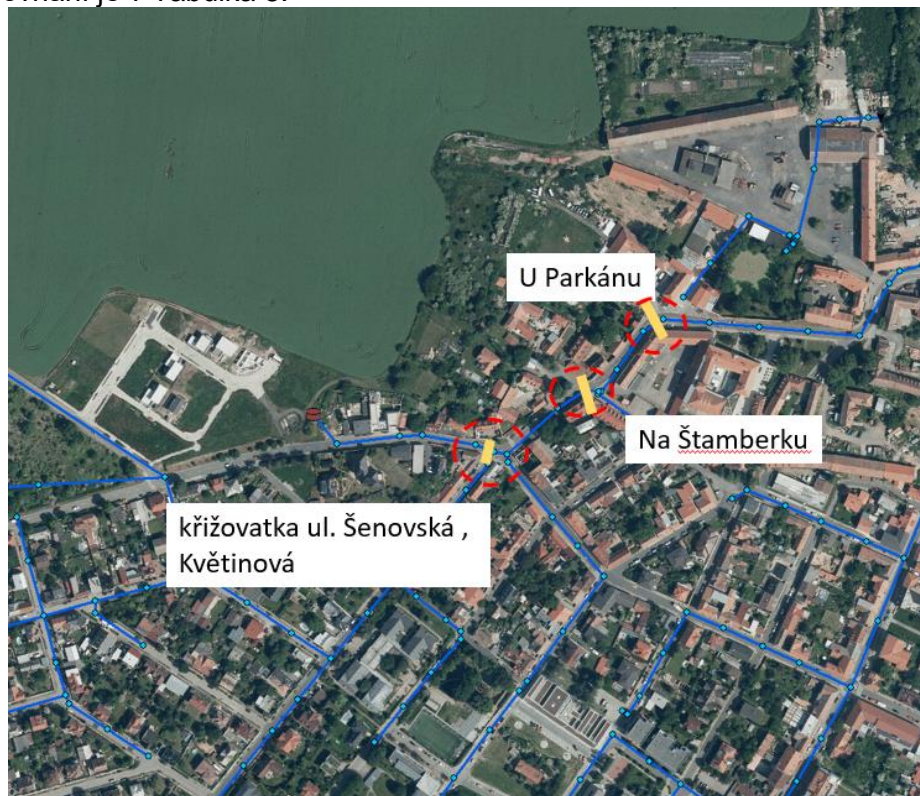 U Parkánu
Na Štamberku
křižovatka ul. Šenovská ,
Květinová